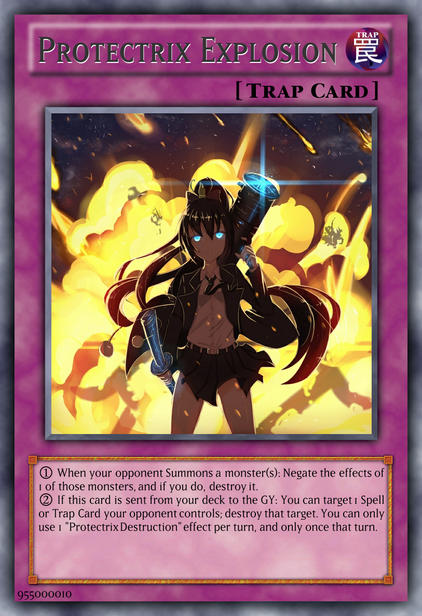 Protectrix Explosion
TRAP
罠
[ Trap Card ]
① When your opponent Summons a monster(s): Negate the effects of
1 of those monsters, and if you do, destroy it.
② If this card is sent from your deck to the GY: You can target 1 Spell
or Trap Card your opponent controls; destroy that target. You can only
use 1 "Protectrix Destruction" effect per turn, and only once that turn.
955000010